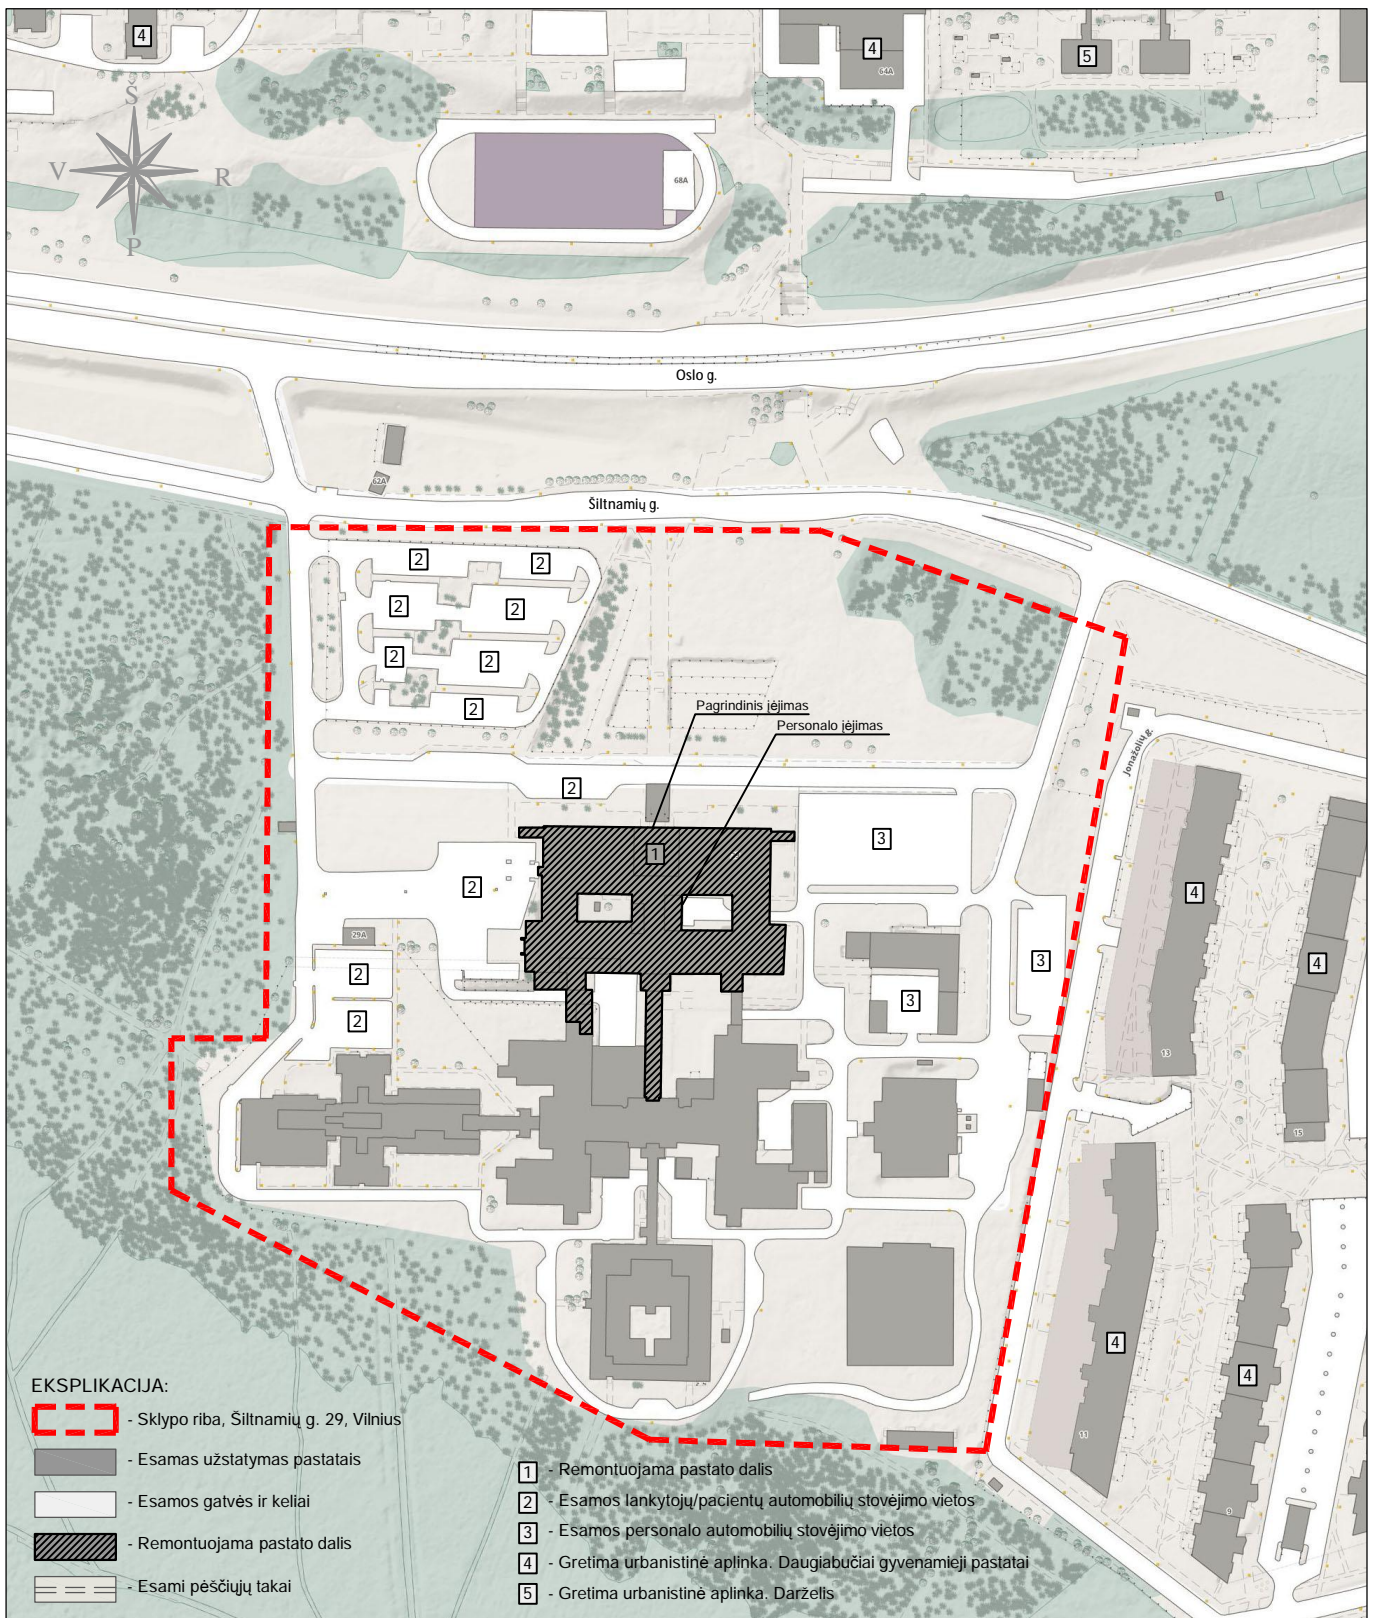 4
4
64A
5
Š
V
R
P
68A
Oslo g.
62A
Šiltnamių g.
2
2
2
2
2
2
2
Pagrindinis įėjimas
Personalo įėjimas
Jonažolių g.
2
1
3
2
4
29A
2
3
4
2
3
13
15
4
4
11
9
EKSPLIKACIJA:
- Sklypo riba, Šiltnamių g. 29, Vilnius
- Esamas užstatymas pastatais
- Esamos gatvės ir keliai
- Remontuojama pastato dalis
- Esami pėsčiųjų takai
1 - Remontuojama pastato dalis
2 - Esamos lankytojų/pacientų automobilių stovėjimo vietos
3 - Esamos personalo automobilių stovėjimo vietos
4 - Gretima urbanistinė aplinka. Daugiabučiai gyvenamieji pastatai
5 - Gretima urbanistinė aplinka. Darželis